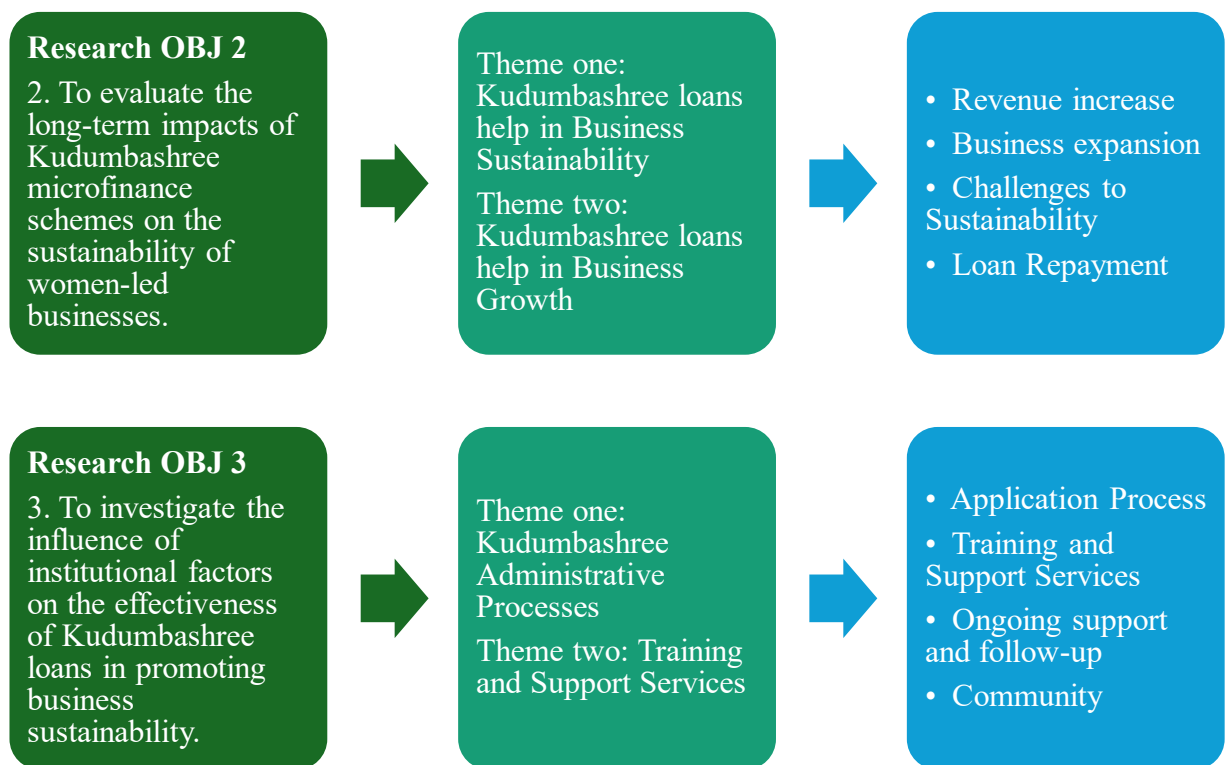 Research OBJ 2
2. To evaluate the
long-term impacts of
Kudumbashree
microfinance
schemes on the
sustainability of
women-led
businesses.
Theme one:
Kudumbashree loans
help in Business
Sustainability
Theme two:
Kudumbashree loans
help in Business
Growth
• Revenue increase
• Business expansion
• Challenges to
Sustainability
• Loan Repayment
Research OBJ 3
3. To investigate the
influence of
institutional factors
on the effectiveness
of Kudumbashree
loans in promoting
business
sustainability.
Theme one:
Kudumbashree
Administrative
Processes
Theme two: Training
and Support Services
• Application Process
• Training and
Support Services
• Ongoing support
and follow-up
• Community